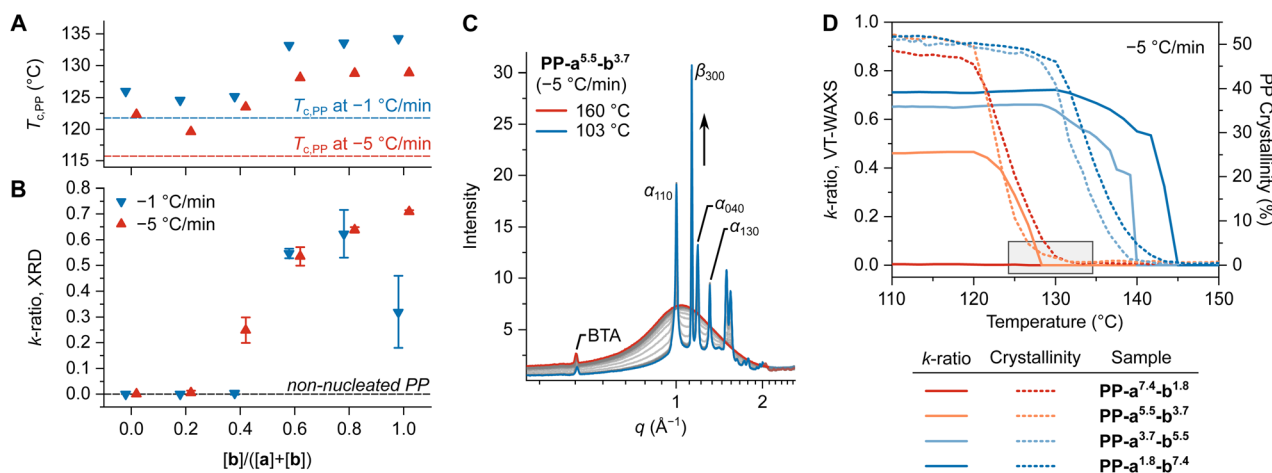 A
135
130
125
120
115
T_c,PP (°C)
T_c,PP at −1 °C/min
T_c,PP at −5 °C/min
B
0.8
0.7
0.6
0.5
0.4
0.3
0.2
0.1
0.0
k-ratio, XRD
−1 °C/min
−5 °C/min
non-nucleated PP
0.0 0.2 0.4 0.6 0.8 1.0
[b]/([a]+[b])
C
PP-a^5.5-b^3.7
(−5 °C/min)
160 °C
103 °C
30
25
20
15
10
5
Intensity
β300
α110
α040
α130
BTA
1 2
q (Å⁻¹)
D
1.0
0.8
0.6
0.4
0.2
0.0
k-ratio, VT-WAXS
−5 °C/min
50
40
30
20
10
0
PP Crystallinity (%)
110 120 130 140 150
Temperature (°C)
k-ratio Crystallinity Sample
PP-a^7.4-b^1.8
PP-a^5.5-b^3.7
PP-a^3.7-b^5.5
PP-a^1.8-b^7.4